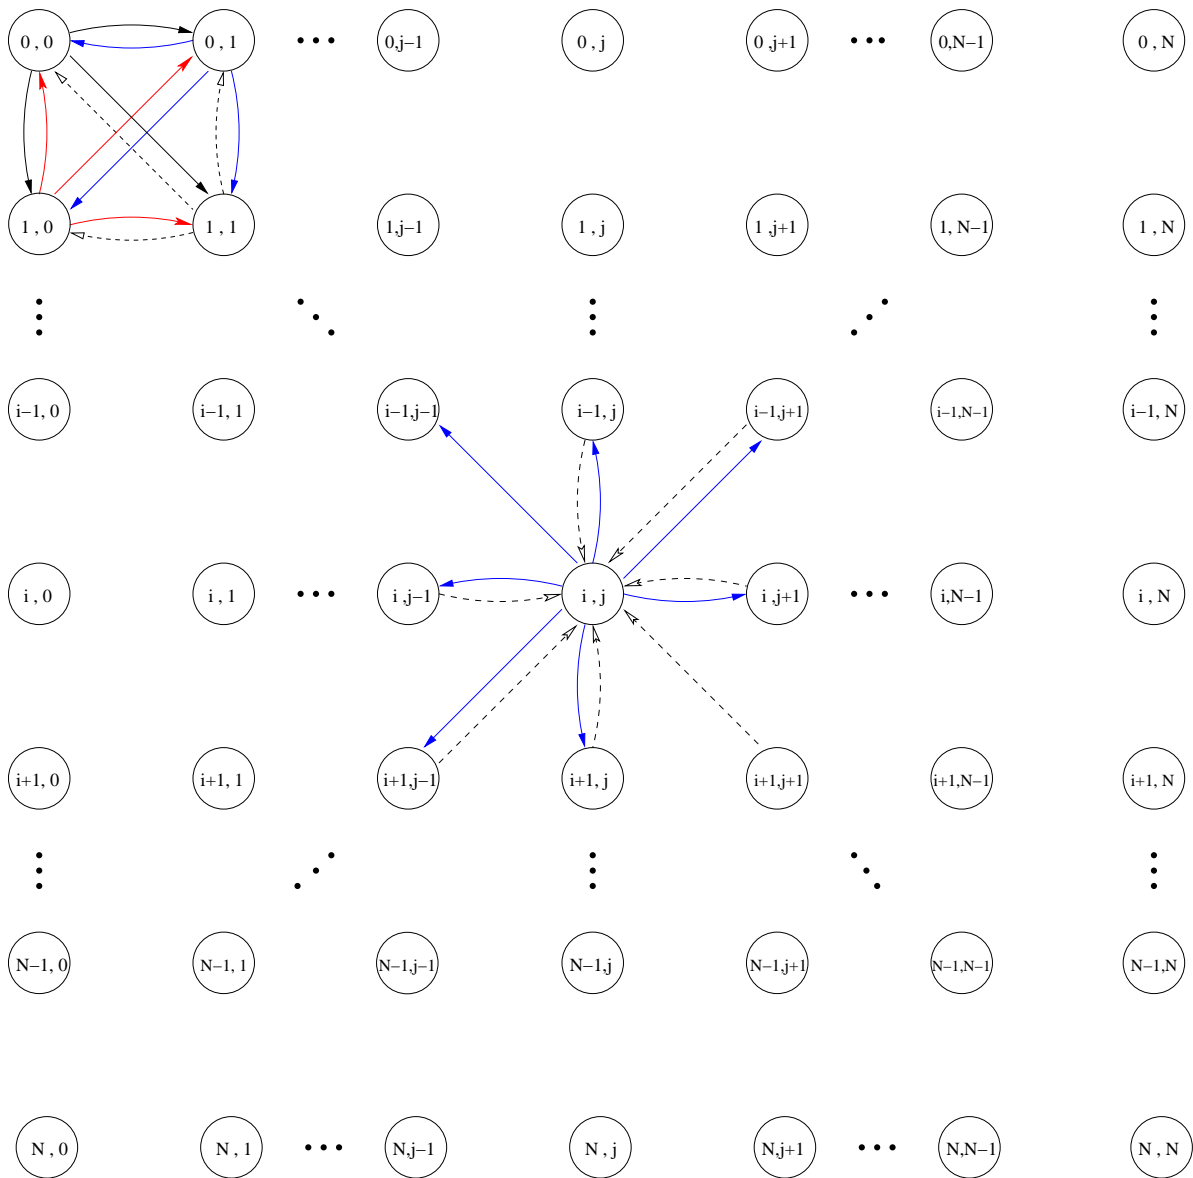 0 , 0 0 , 1 0,j−1 0 , j 0 ,j+1 0,N−1 0 , N
1 , 0 1 , 1 1,j−1 1 , j 1 ,j+1 1, N−1 1 , N
i−1, 0 i−1, 1 i−1,j−1 i−1, j i−1,j+1 i−1,N−1 i−1, N
i , 0 i , 1 i ,j−1 i , j i ,j+1 i,N−1 i , N
i+1, 0 i+1, 1 i+1,j−1 i+1, j i+1,j+1 i+1,N−1 i+1, N
N−1, 0 N−1, 1 N−1,j−1 N−1,j N−1,j+1 N−1,N−1 N−1,N
N , 0 N , 1 N,j−1 N , j N,j+1 N,N−1 N , N